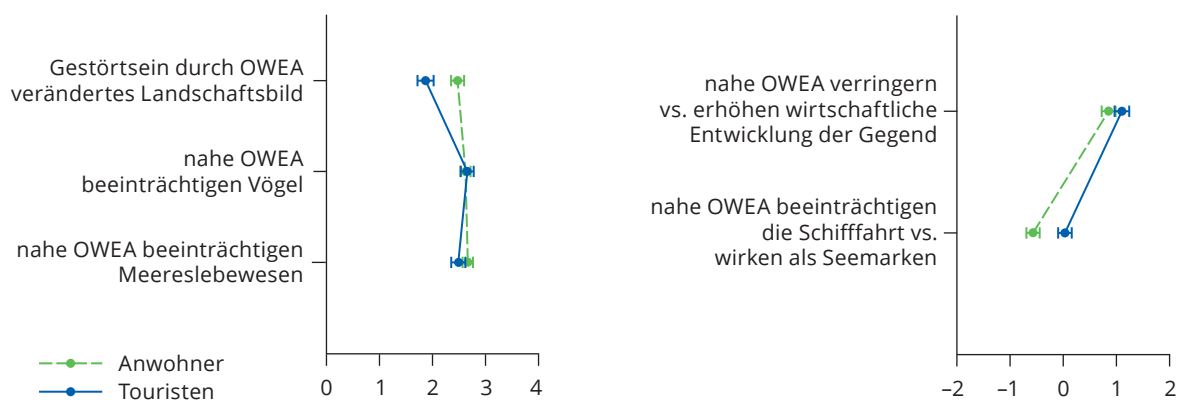 Gestörtsein durch OWEA
verändertes Landschaftsbild
nahe OWEA
beeinträchtigen Vögel
nahe OWEA beeinträchtigen
Meereslebewesen
Anwohner
Touristen
0 1 2 3 4
nahe OWEA verringern
vs. erhöhen wirtschaftliche
Entwicklung der Gegend
nahe OWEA beeinträchtigen
die Schifffahrt vs.
wirken als Seemarken
–2 –1 0 1 2